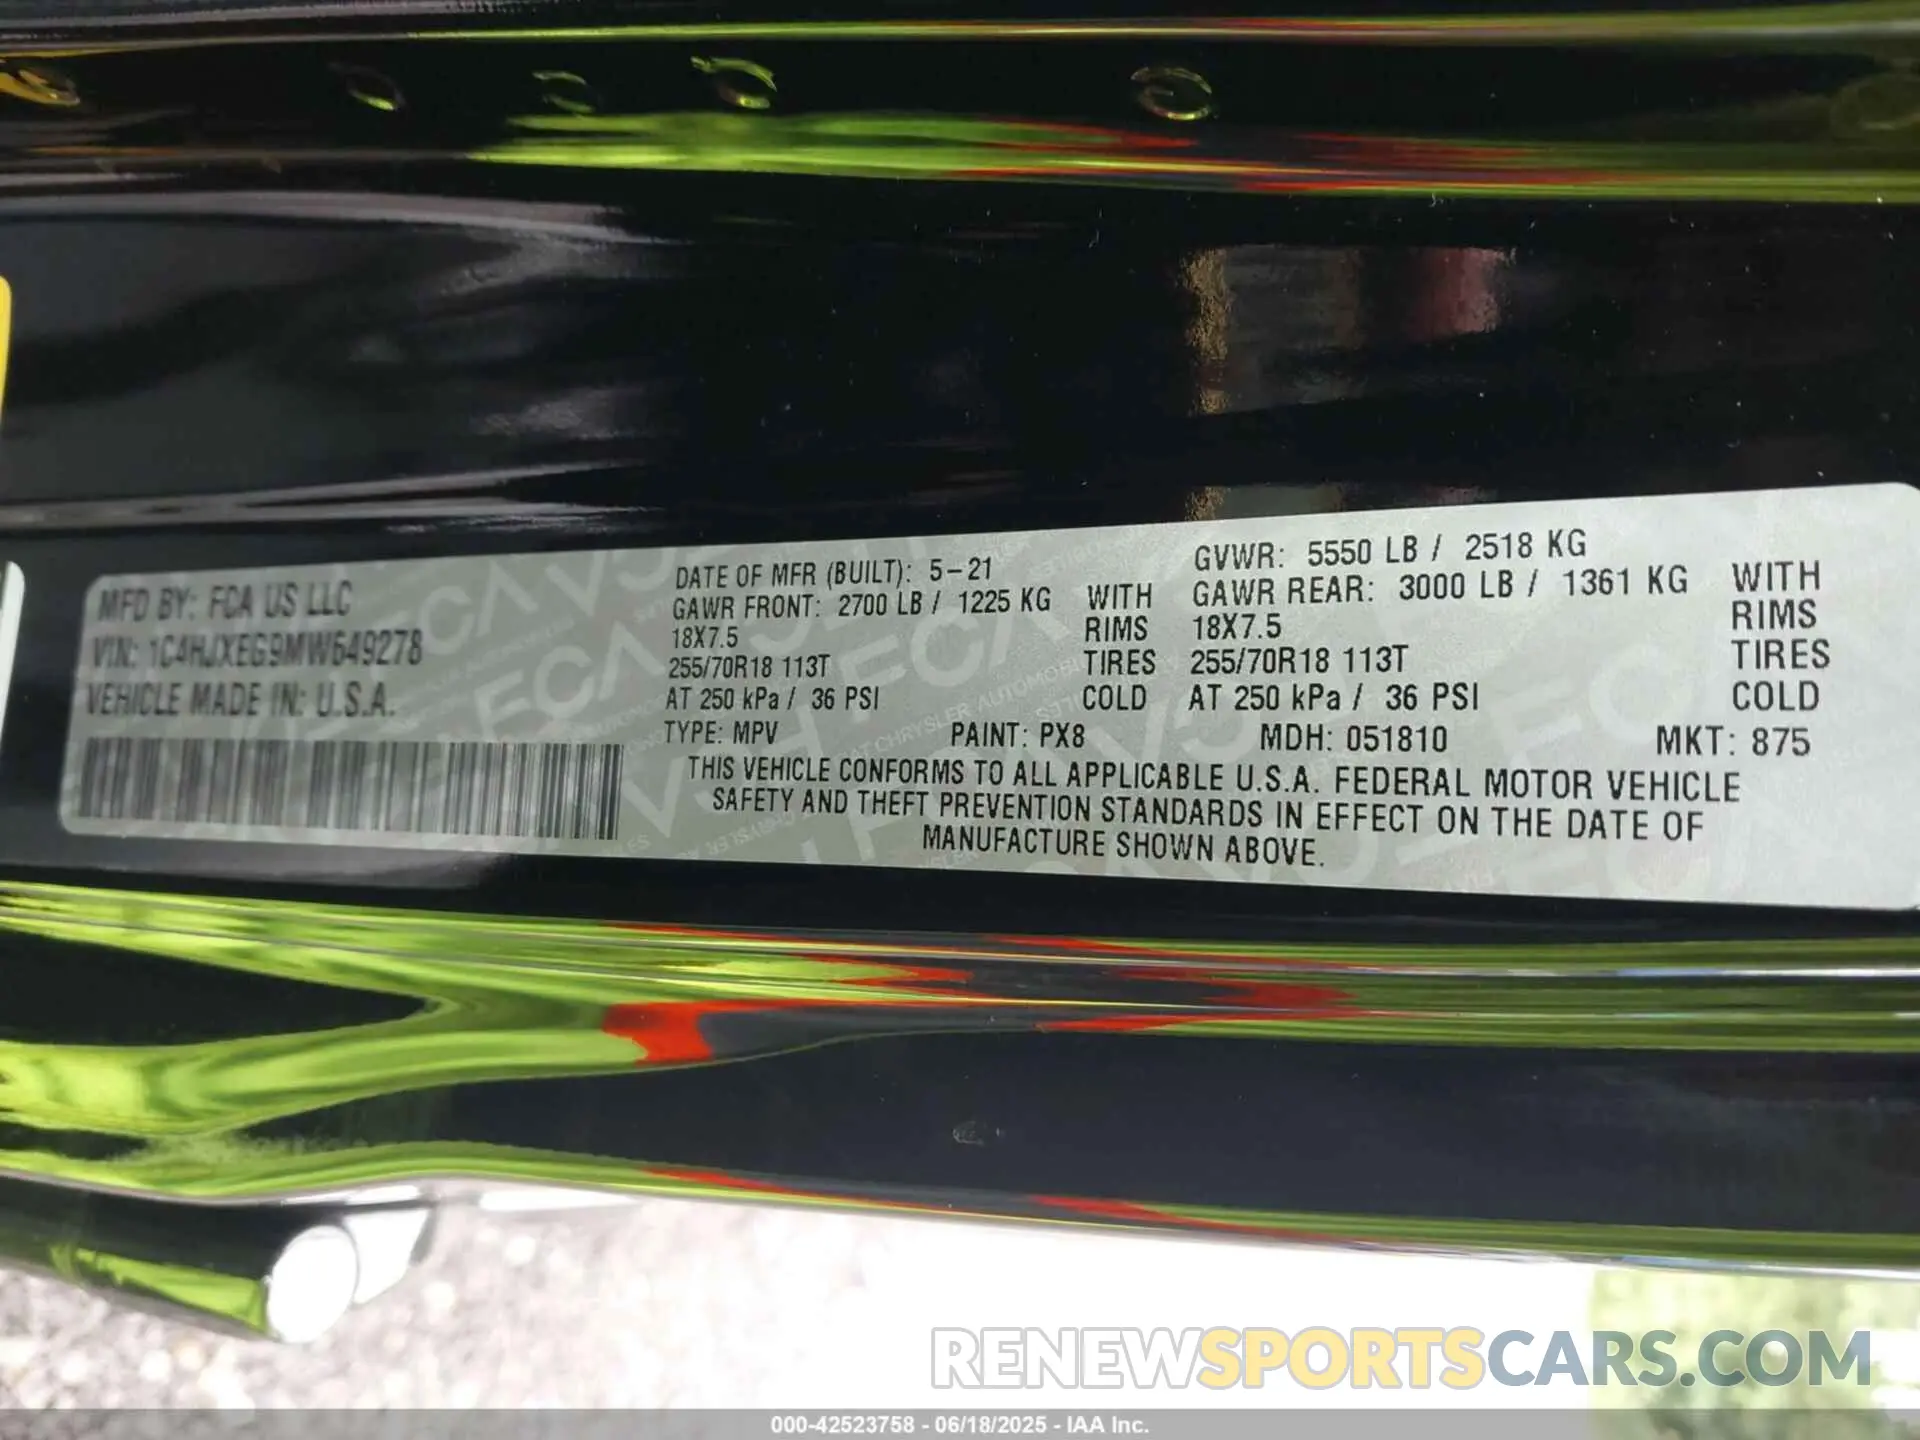 MFD BY: FCA US LLC
VIN: 1C4HJXEG9MW649278
VEHICLE MADE IN: U.S.A.
DATE OF MFR (BUILT): 5-21
GVWR: 5550 LB / 2518 KG
GAWR FRONT: 2700 LB / 1225 KG WITH
GAWR REAR: 3000 LB / 1361 KG WITH
18X7.5 RIMS 18X7.5 RIMS
255/70R18 113T TIRES 255/70R18 113T TIRES
AT 250 kPa / 36 PSI COLD AT 250 kPa / 36 PSI COLD
TYPE: MPV PAINT: PX8 MDH: 051810 MKT: 875
THIS VEHICLE CONFORMS TO ALL APPLICABLE U.S.A. FEDERAL MOTOR VEHICLE
SAFETY AND THEFT PREVENTION STANDARDS IN EFFECT ON THE DATE OF
MANUFACTURE SHOWN ABOVE.
RENEWSPORTSCARS.COM
000-42523758 - 06/18/2025 - IAA Inc.